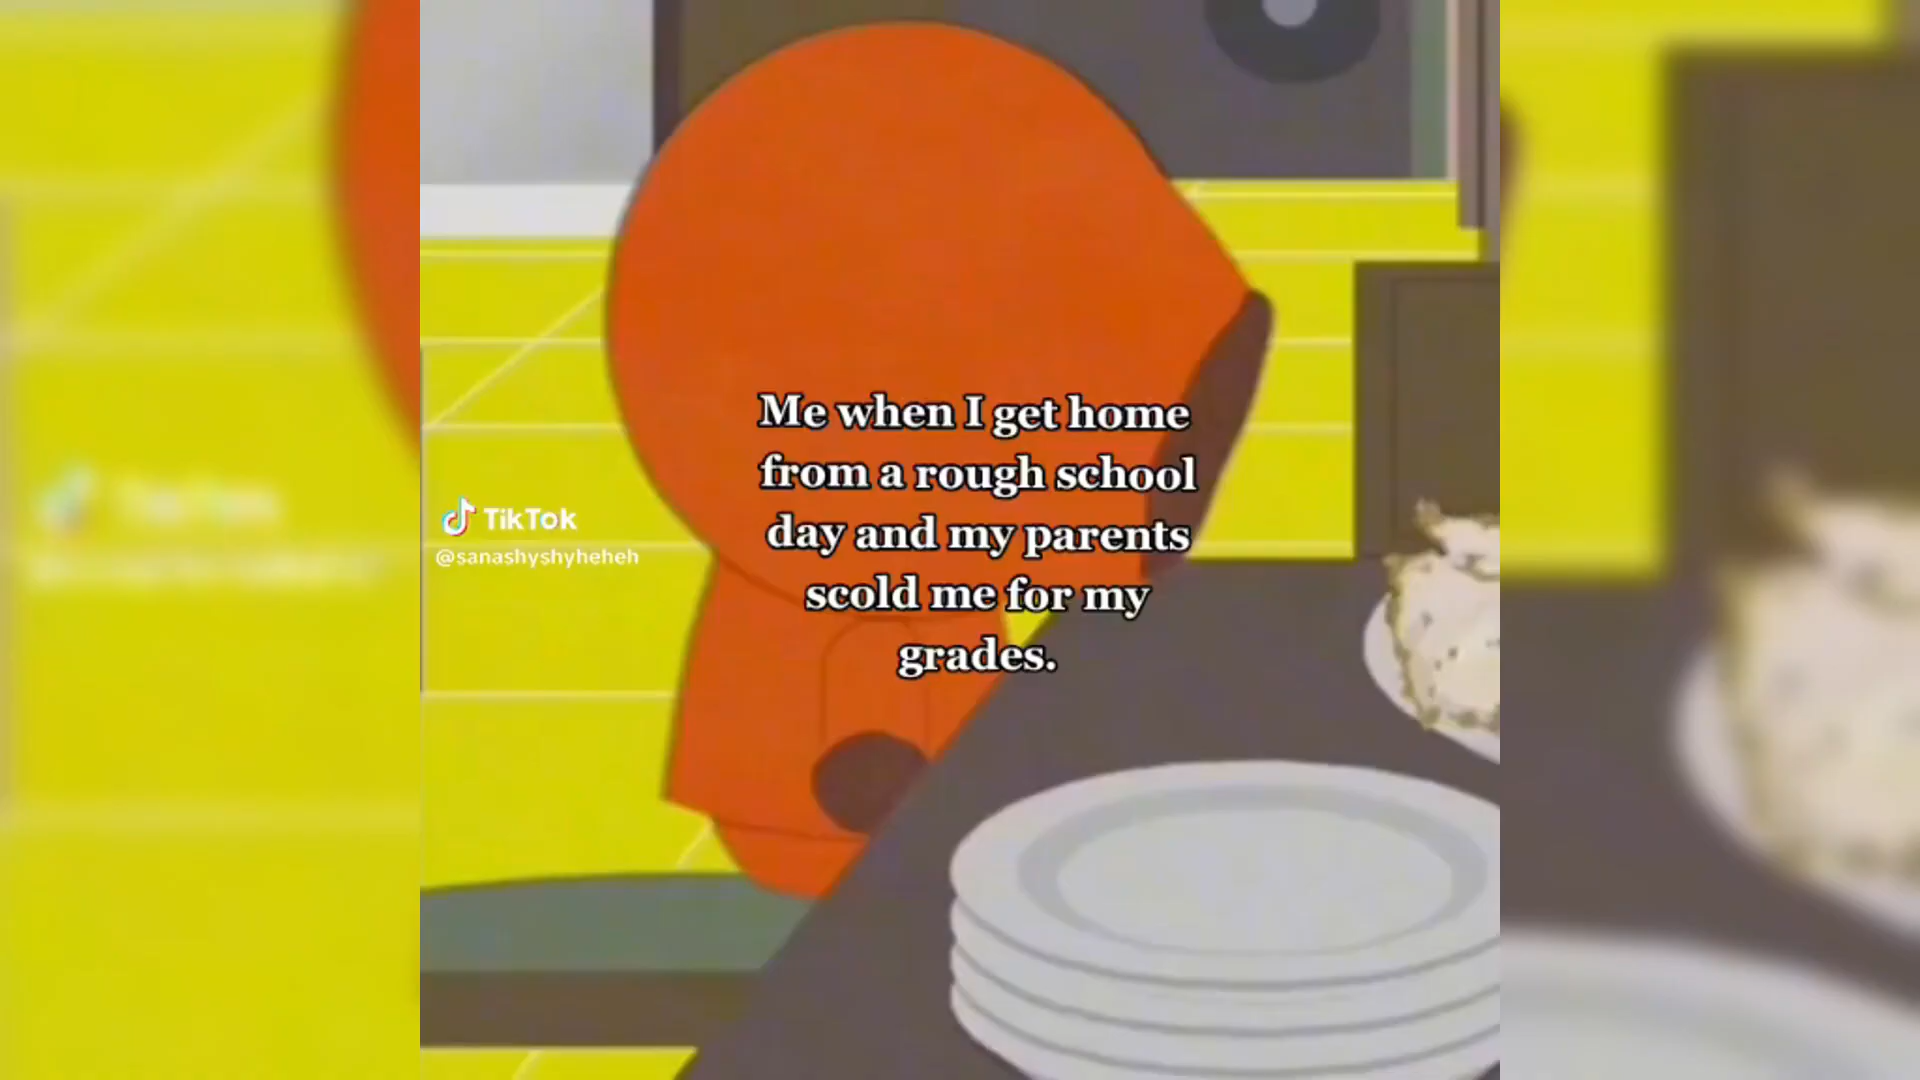 Me when I get home
from a rough school
day and my parents
scold me for my
grades.
TikTok
@sanashyshyheheh